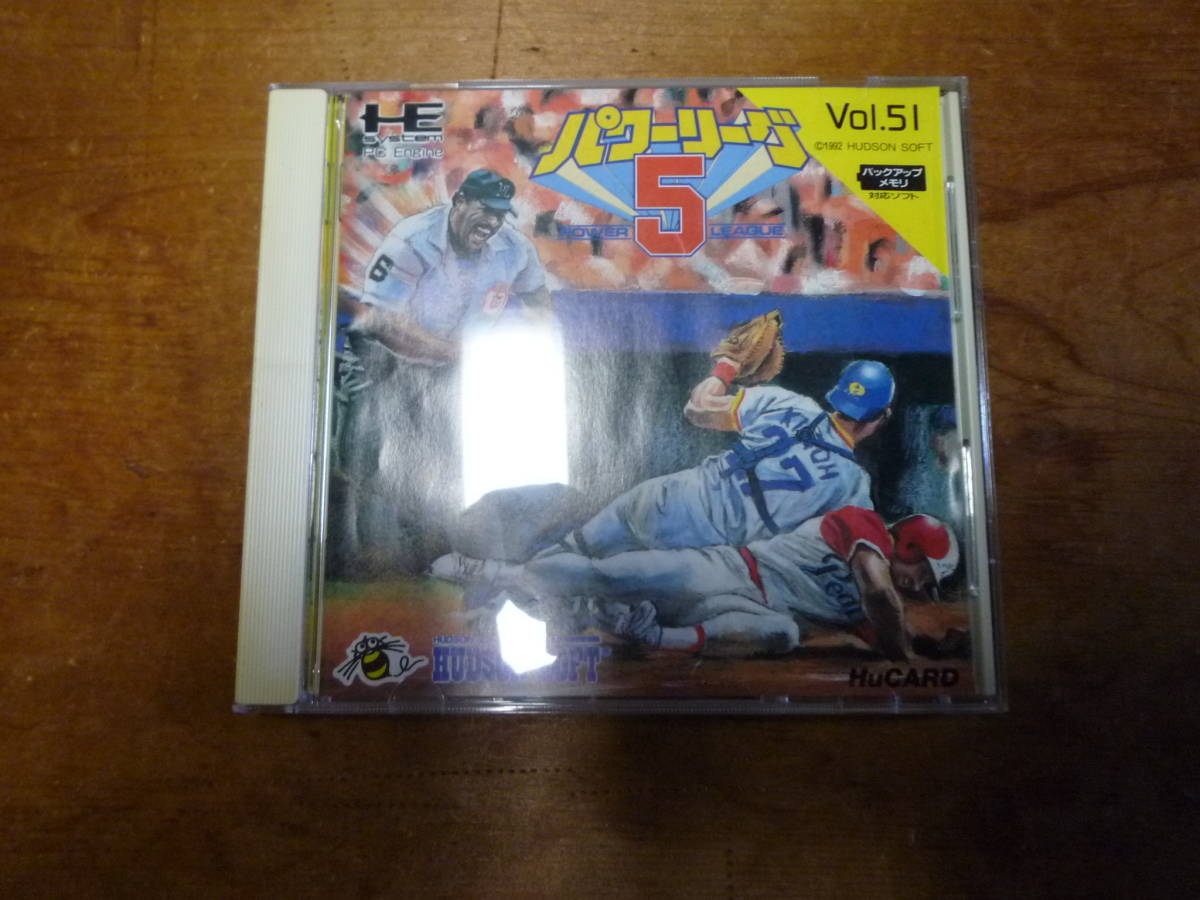 HE
SYSTEM
PC Engine
パワーリーグ
5
POWER LEAGUE
Vol.51
©1992 HUDSON SOFT
バックアップ
メモリ
対応ソフト
6
27
HUDSON
HUDSON SOFT
HuCARD